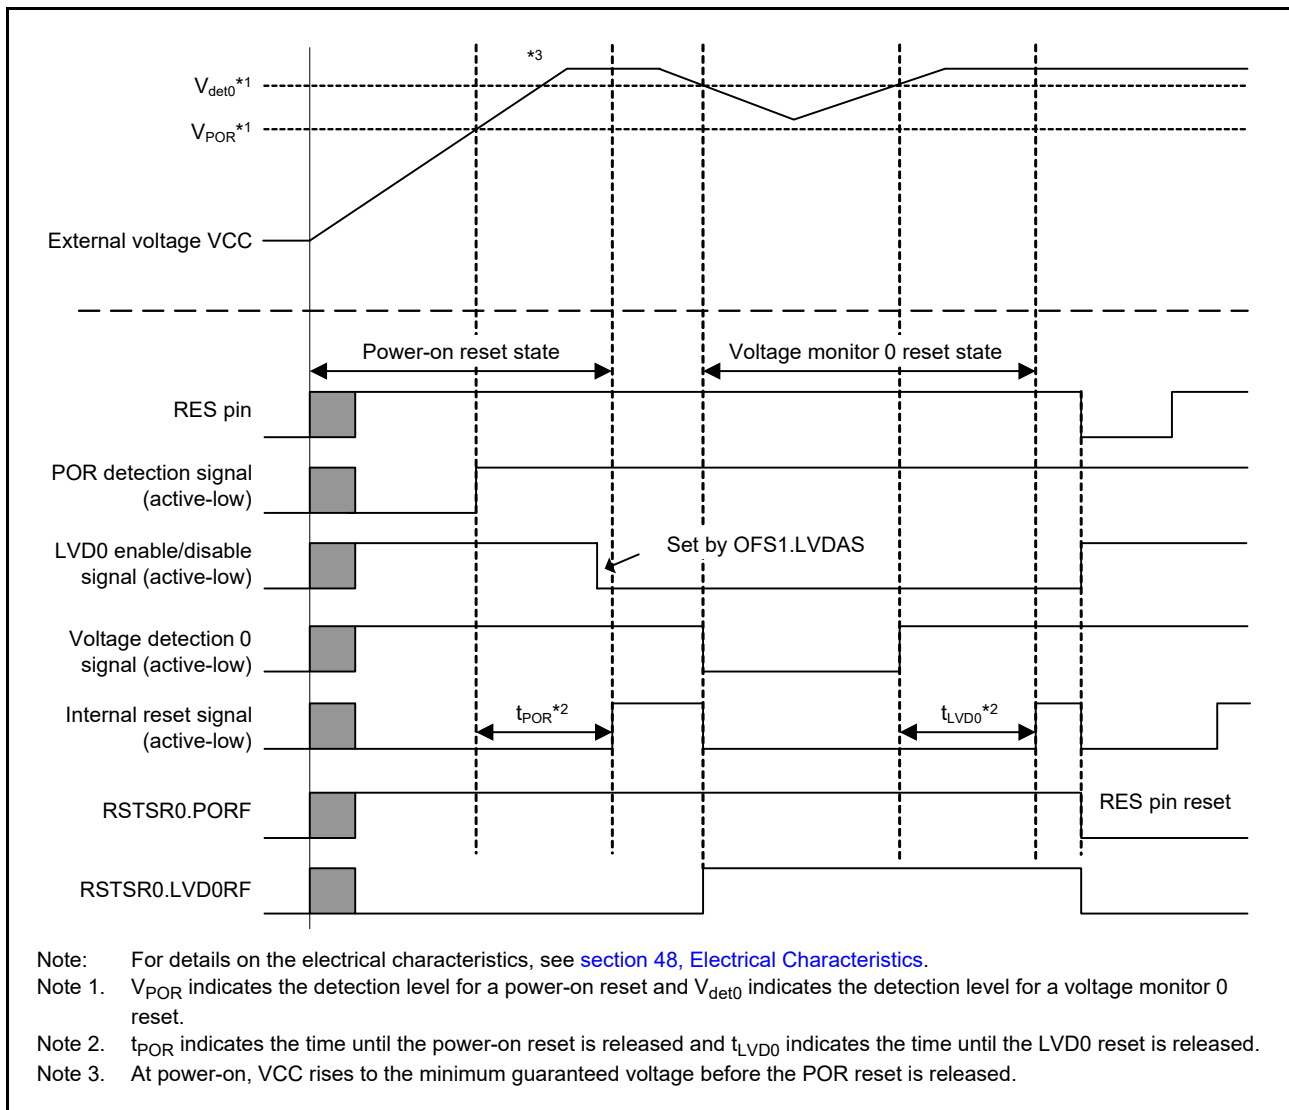 *3
Vdet0*1
VPOR*1
External voltage VCC
Power-on reset state
Voltage monitor 0 reset state
RES pin
POR detection signal
(active-low)
LVD0 enable/disable
signal (active-low)
Set by OFS1.LVDAS
Voltage detection 0
signal (active-low)
Internal reset signal
(active-low)
tPOR*2
tLVD0*2
RSTSR0.PORF
RES pin reset
RSTSR0.LVD0RF
Note: For details on the electrical characteristics, see section 48, Electrical Characteristics.
Note 1. VPOR indicates the detection level for a power-on reset and Vdet0 indicates the detection level for a voltage monitor 0
reset.
Note 2. tPOR indicates the time until the power-on reset is released and tLVD0 indicates the time until the LVD0 reset is released.
Note 3. At power-on, VCC rises to the minimum guaranteed voltage before the POR reset is released.